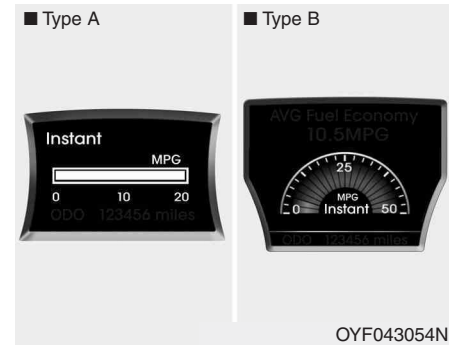 ■ Type A
Instant
MPG
0 10 20
ODO 123456 miles
■ Type B
AVG Fuel Economy
10.5MPG
25
MPG
0 Instant 50
ODO 123456 miles
OYF043054N